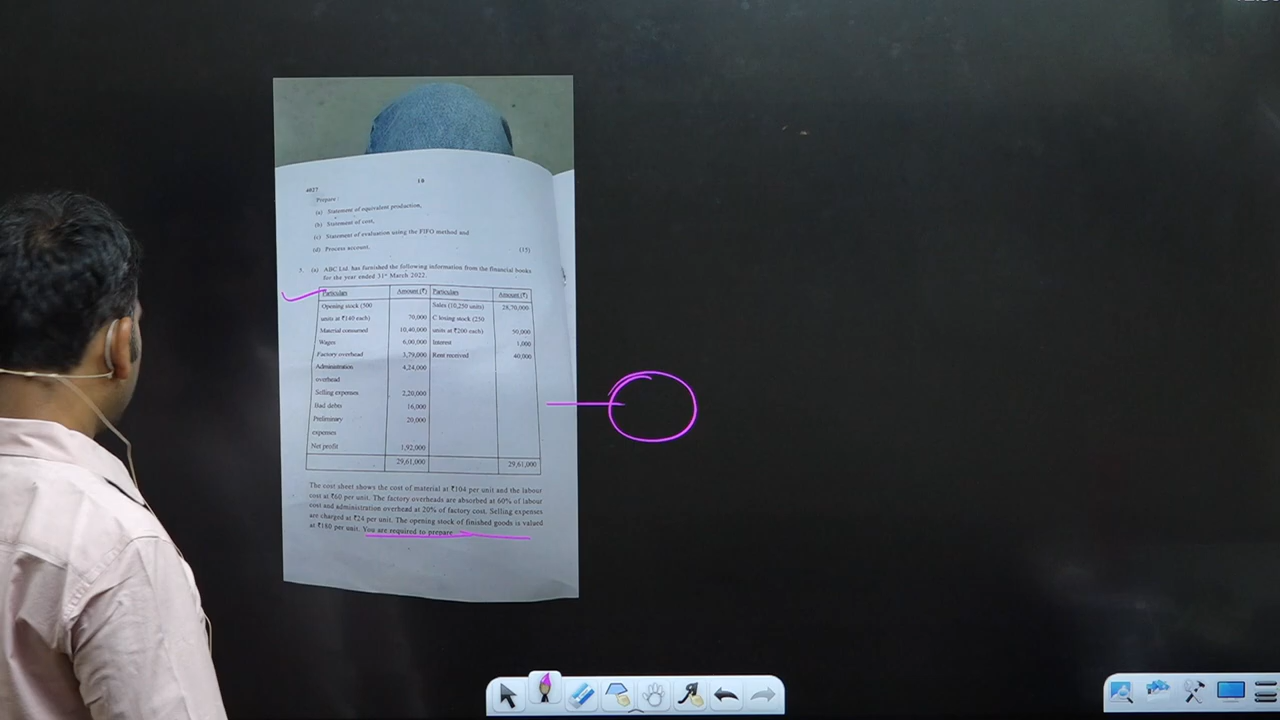 4027
10
Prepare :
(a) Statement of equivalent production,
(b) Statement of cost,
(c) Statement of evaluation using the FIFO method and
(d) Process account.
(15)
5. (a) ABC Ltd. has furnished the following information from the financial books
for the year ended 31st March 2022.
Particulars Amount (₹) Particulars Amount (₹)
Opening stock (500 Sales (10,250 units) 28,70,000
units at ₹140 each) 70,000 C losing stock (250
Material consumed 10,40,000 units at ₹200 each) 50,000
Wages 6,00,000 Interest 1,000
Factory overhead 3,79,000 Rent received 40,000
Administration 4,24,000
overhead
Selling expenses 2,20,000
Bad debts 16,000
Preliminary 20,000
expenses
Net profit 1,92,000
29,61,000 29,61,000
The cost sheet shows the cost of material at ₹104 per unit and the labour
cost at ₹60 per unit. The factory overheads are absorbed at 60% of labour
cost and administration overhead at 20% of factory cost. Selling expenses
are charged at ₹24 per unit. The opening stock of finished goods is valued
at ₹180 per unit. You are required to prepare